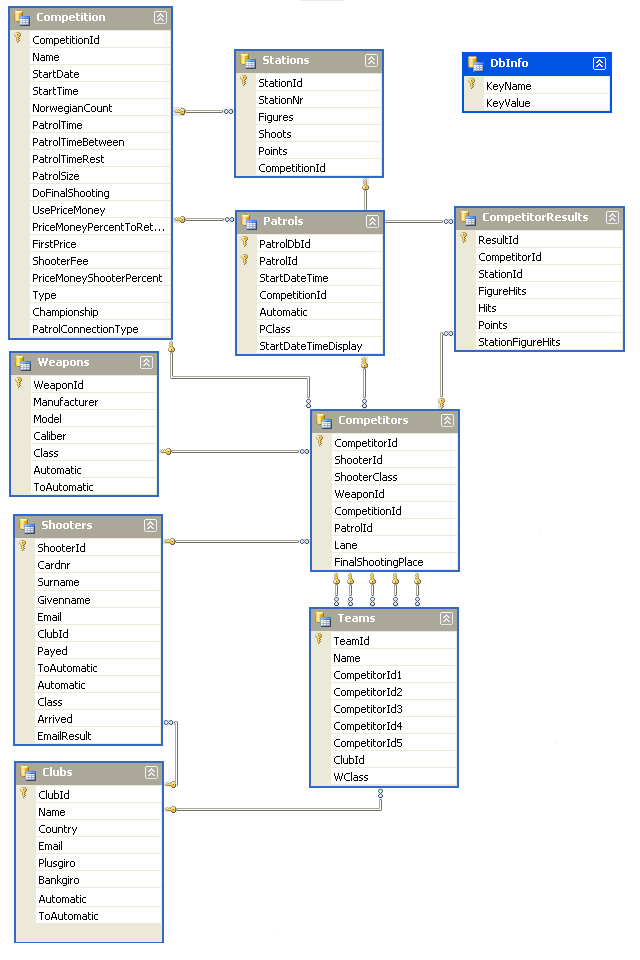 Competition
CompetitionId
Name
StartDate
StartTime
NorwegianCount
PatrolTime
PatrolTimeBetween
PatrolTimeRest
PatrolSize
DoFinalShooting
UsePriceMoney
PriceMoneyPercentToRet...
FirstPrice
ShooterFee
PriceMoneyShooterPercent
Type
Championship
PatrolConnectionType
Stations
StationId
StationNr
Figures
Shoots
Points
CompetitionId
DbInfo
KeyName
KeyValue
Patrols
PatrolDbId
PatrolId
StartDateTime
CompetitionId
Automatic
PClass
StartDateTimeDisplay
CompetitorResults
ResultId
CompetitorId
StationId
FigureHits
Hits
Points
StationFigureHits
Weapons
WeaponId
Manufacturer
Model
Caliber
Class
Automatic
ToAutomatic
Competitors
CompetitorId
ShooterId
ShooterClass
WeaponId
CompetitionId
PatrolId
Lane
FinalShootingPlace
Shooters
ShooterId
Cardnr
Surname
Givenname
Email
ClubId
Payed
ToAutomatic
Automatic
Class
Arrived
EmailResult
Teams
TeamId
Name
CompetitorId1
CompetitorId2
CompetitorId3
CompetitorId4
CompetitorId5
ClubId
WClass
Clubs
ClubId
Name
Country
Email
Plusgiro
Bankgiro
Automatic
ToAutomatic